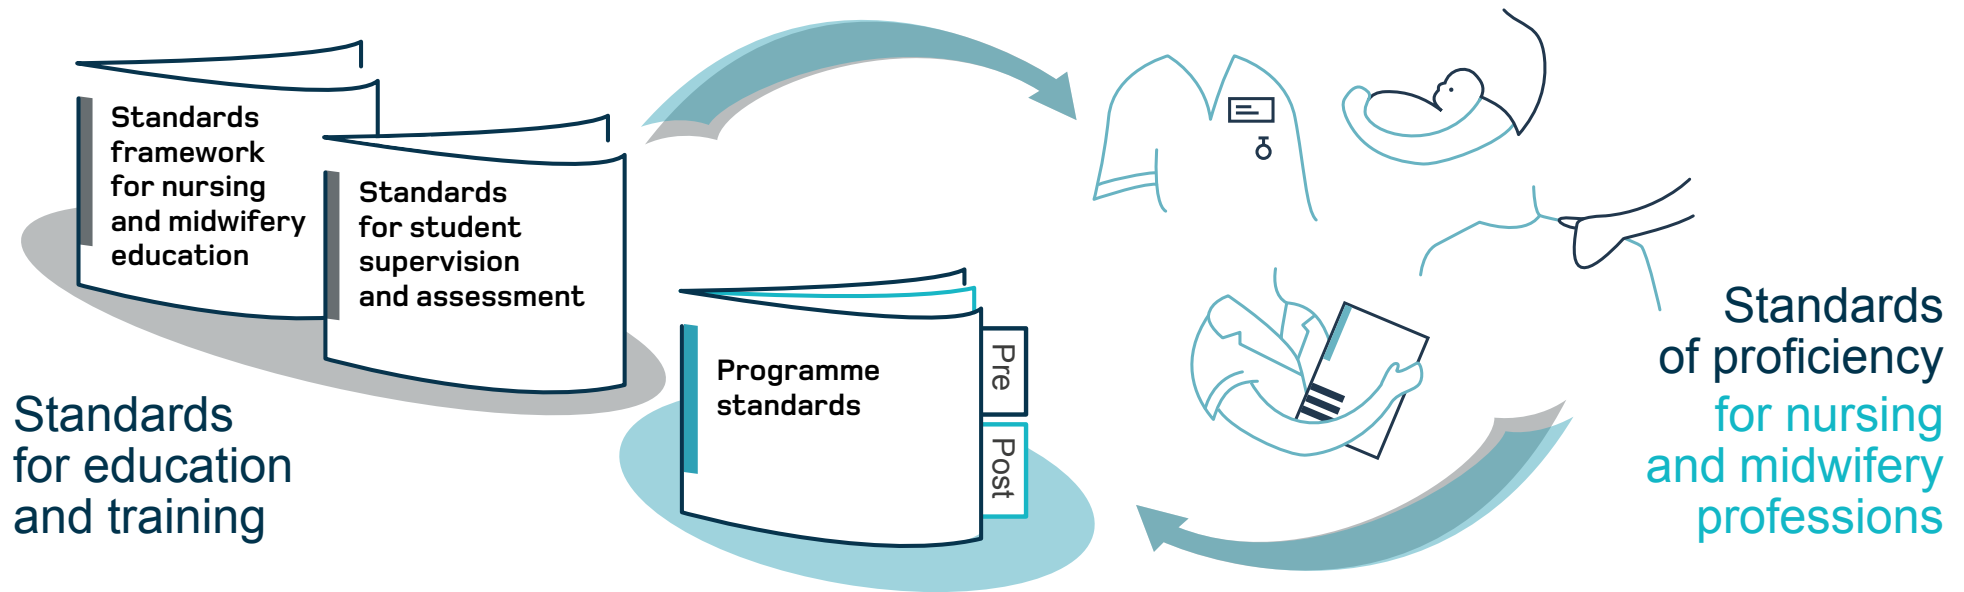 Standards
framework
for nursing
and midwifery
education
Standards
for student
supervision
and assessment
Programme
standards
Pre
Post
Standards
for education
and training
Standards
of proficiency
for nursing
and midwifery
professions